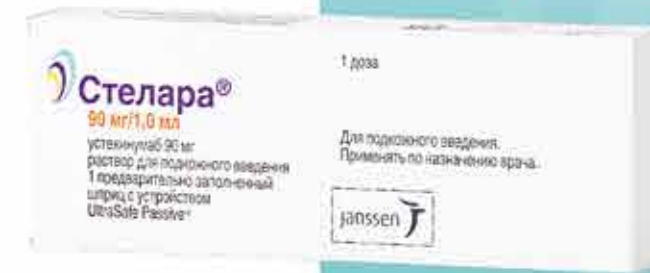 Стелара®
90 мг/1,0 мл
устекинумаб 90 мг
раствор для подкожного введения
1 предварительно заполненный
шприц с устройством
UltraSafe Passive™
1 доза
Для подкожного введения.
Применять по назначению врача.
janssen